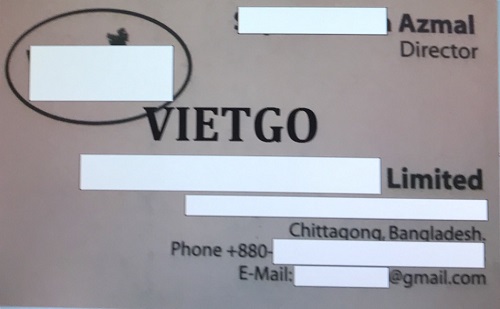 Azmal
Director
VIETGO
Limited
Chittagong, Bangladesh.
Phone +880-
E-Mail: @gmail.com